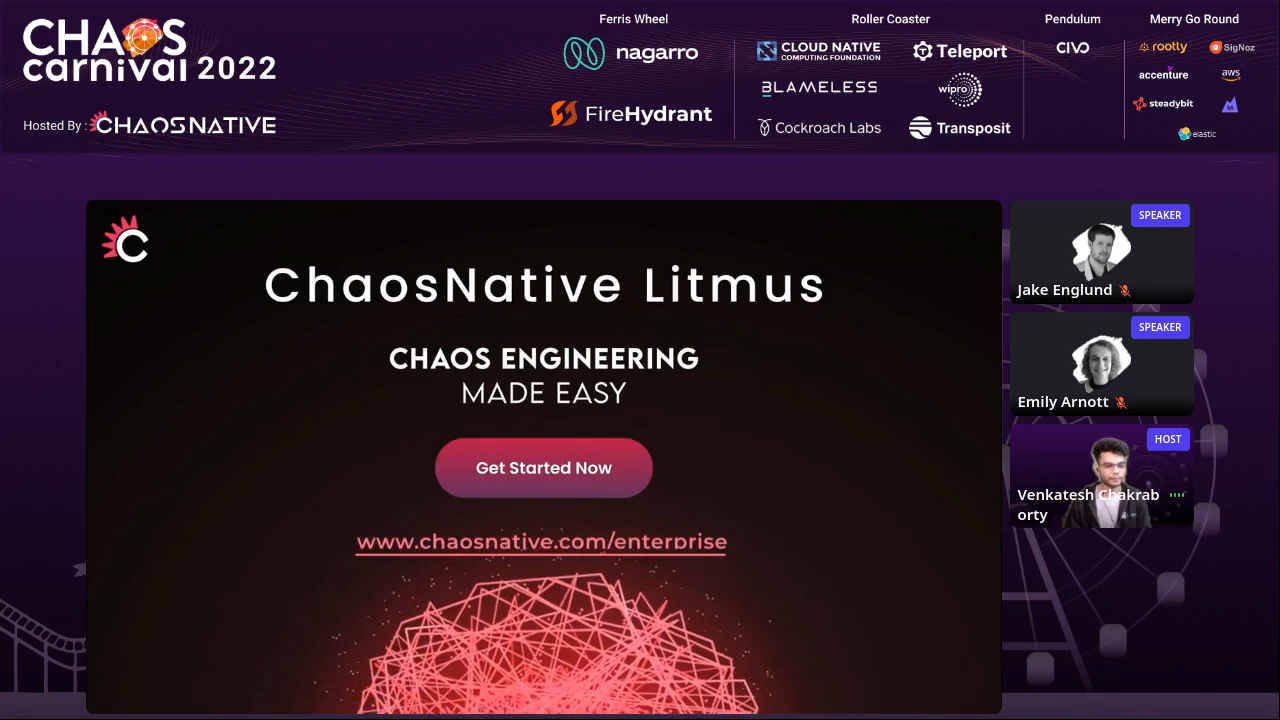 CHAOS
carnival 2022
Hosted By : CHAOSNATIVE
Ferris Wheel
nagarro
FireHydrant
Roller Coaster
CLOUD NATIVE
COMPUTING FOUNDATION
Teleport
BLAMELESS
wipro
Cockroach Labs
Transposit
Pendulum
CIVO
Merry Go Round
rootly
SigNoz
accenture
aws
steadybit
elastic
C
ChaosNative Litmus
CHAOS ENGINEERING
MADE EASY
Get Started Now
www.chaosnative.com/enterprise
SPEAKER
Jake Englund
SPEAKER
Emily Arnott
HOST
Venkatesh Chakrab
orty